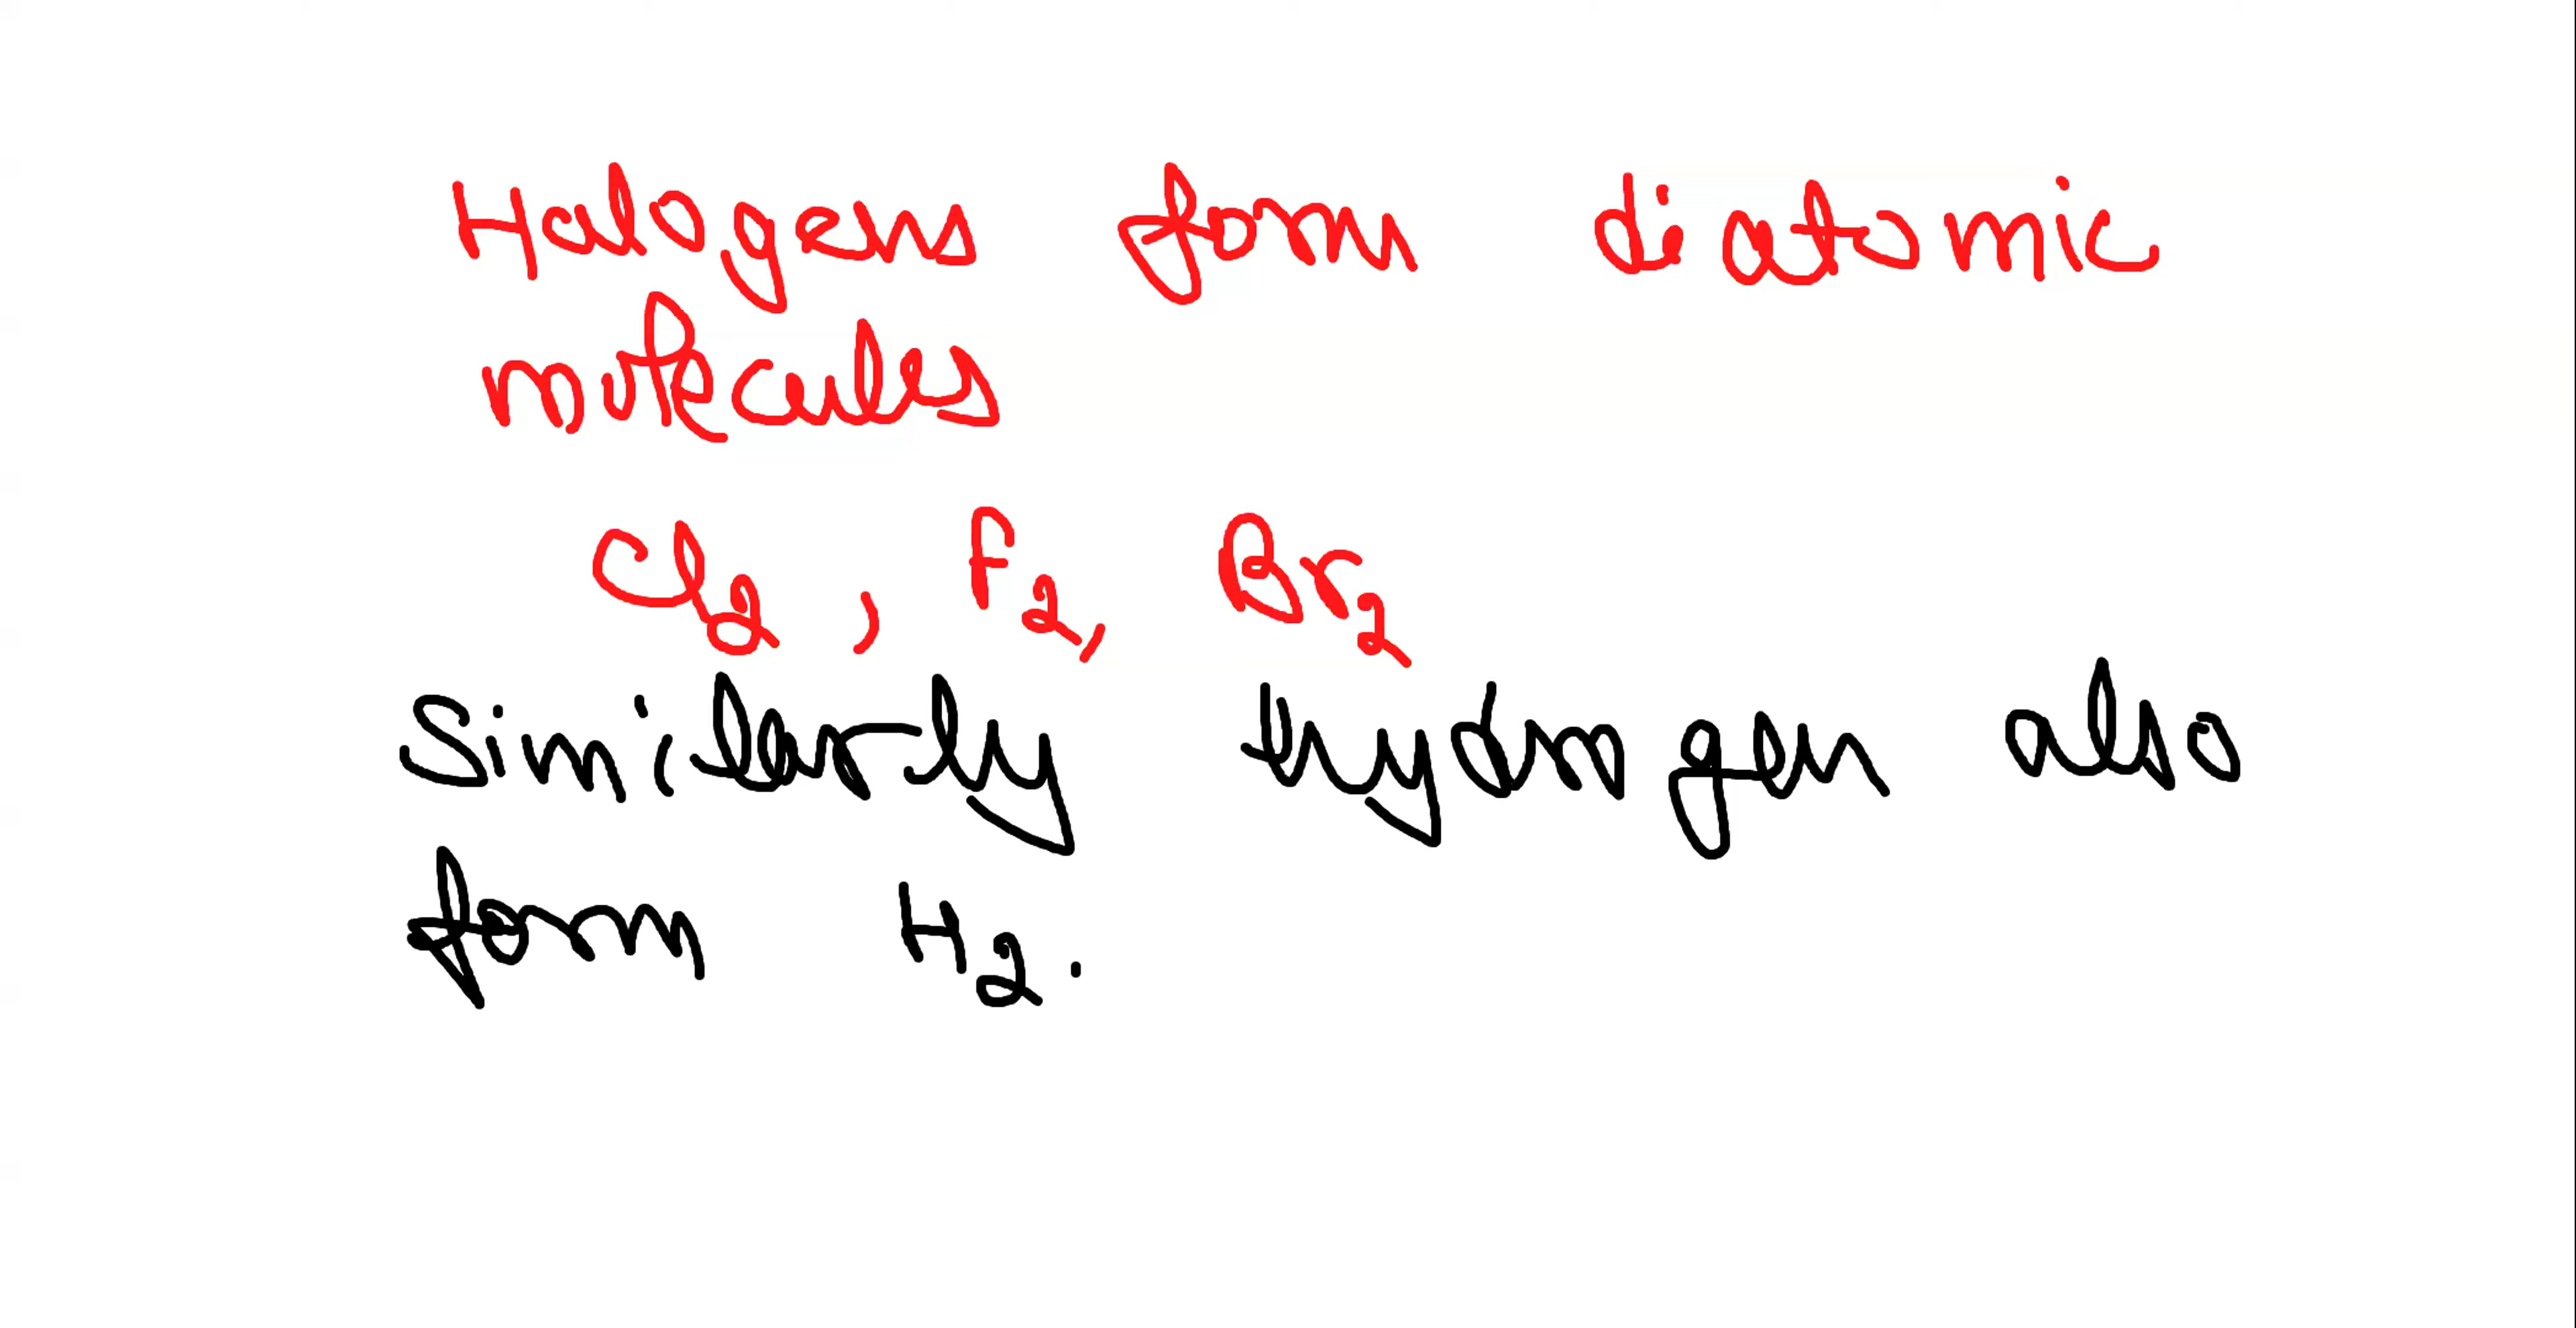 Halogens form diatomic
molecules
Cl₂, F₂, Br₂
Similarly hydrogen also
form H₂.